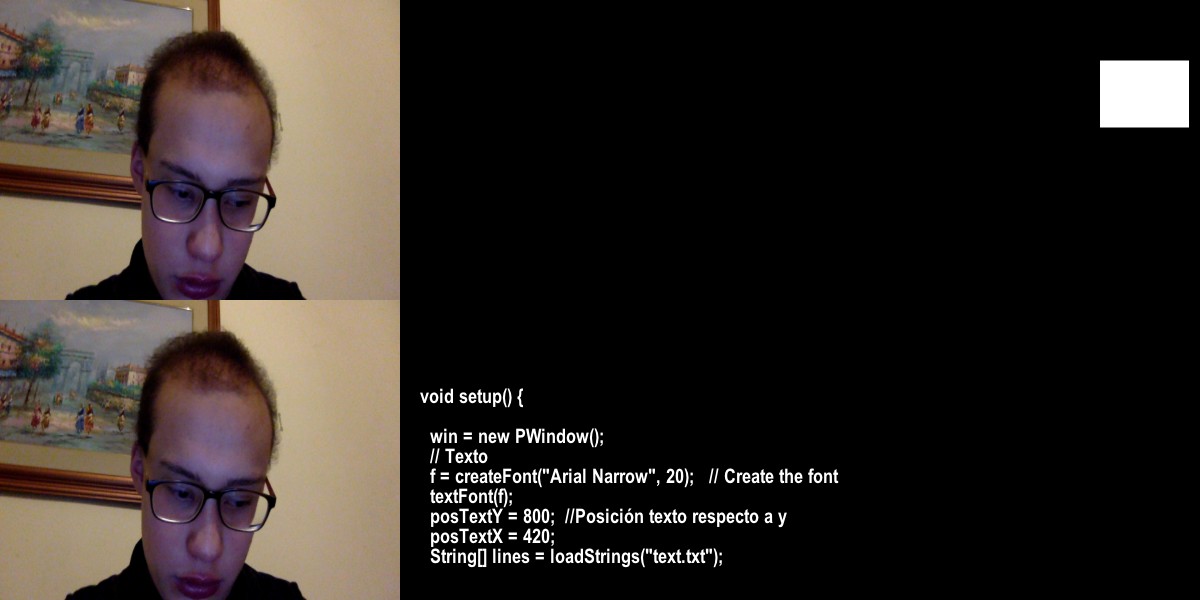 void setup() {
win = new PWindow();
// Texto
f = createFont("Arial Narrow", 20);   // Create the font
textFont(f);
posTextY = 800;  //Posición texto respecto a y
posTextX = 420;
String[] lines = loadStrings("text.txt");